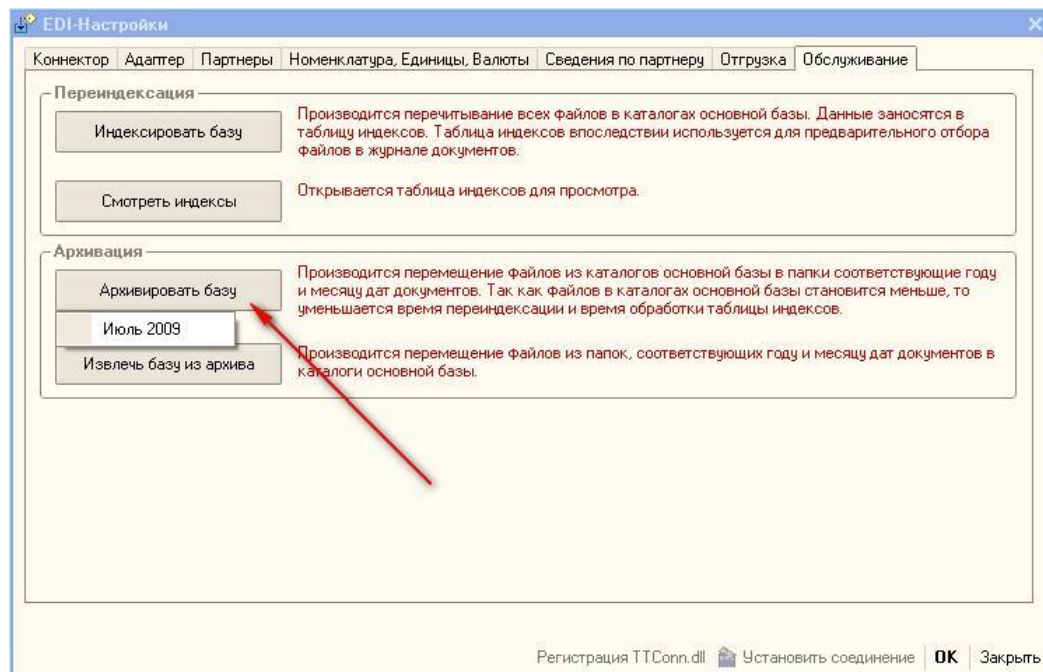 EDI-Настройки
Коннектор Адаптер Партнеры Номенклатура, Единицы, Валюты Сведения по партнеру Отгрузка Обслуживание
Переиндексация
Индексировать базу
Производится перечитывание всех файлов в каталогах основной базы. Данные заносятся в
таблицу индексов. Таблица индексов впоследствии используется для предварительного отбора
файлов в журнале документов.
Смотреть индексы
Открывается таблица индексов для просмотра.
Архивация
Архивировать базу
Производится перемещение файлов из каталогов основной базы в папки соответствующие году
и месяцу дат документов. Так как файлов в каталогах основной базы становится меньше, то
уменьшается время переиндексации и время обработки таблицы индексов.
Июль 2009
Извлечь базу из архива
Производится перемещение файлов из папок, соответствующих году и месяцу дат документов в
каталоги основной базы.
Регистрация TTConn.dll Установить соединение OK Закрыть